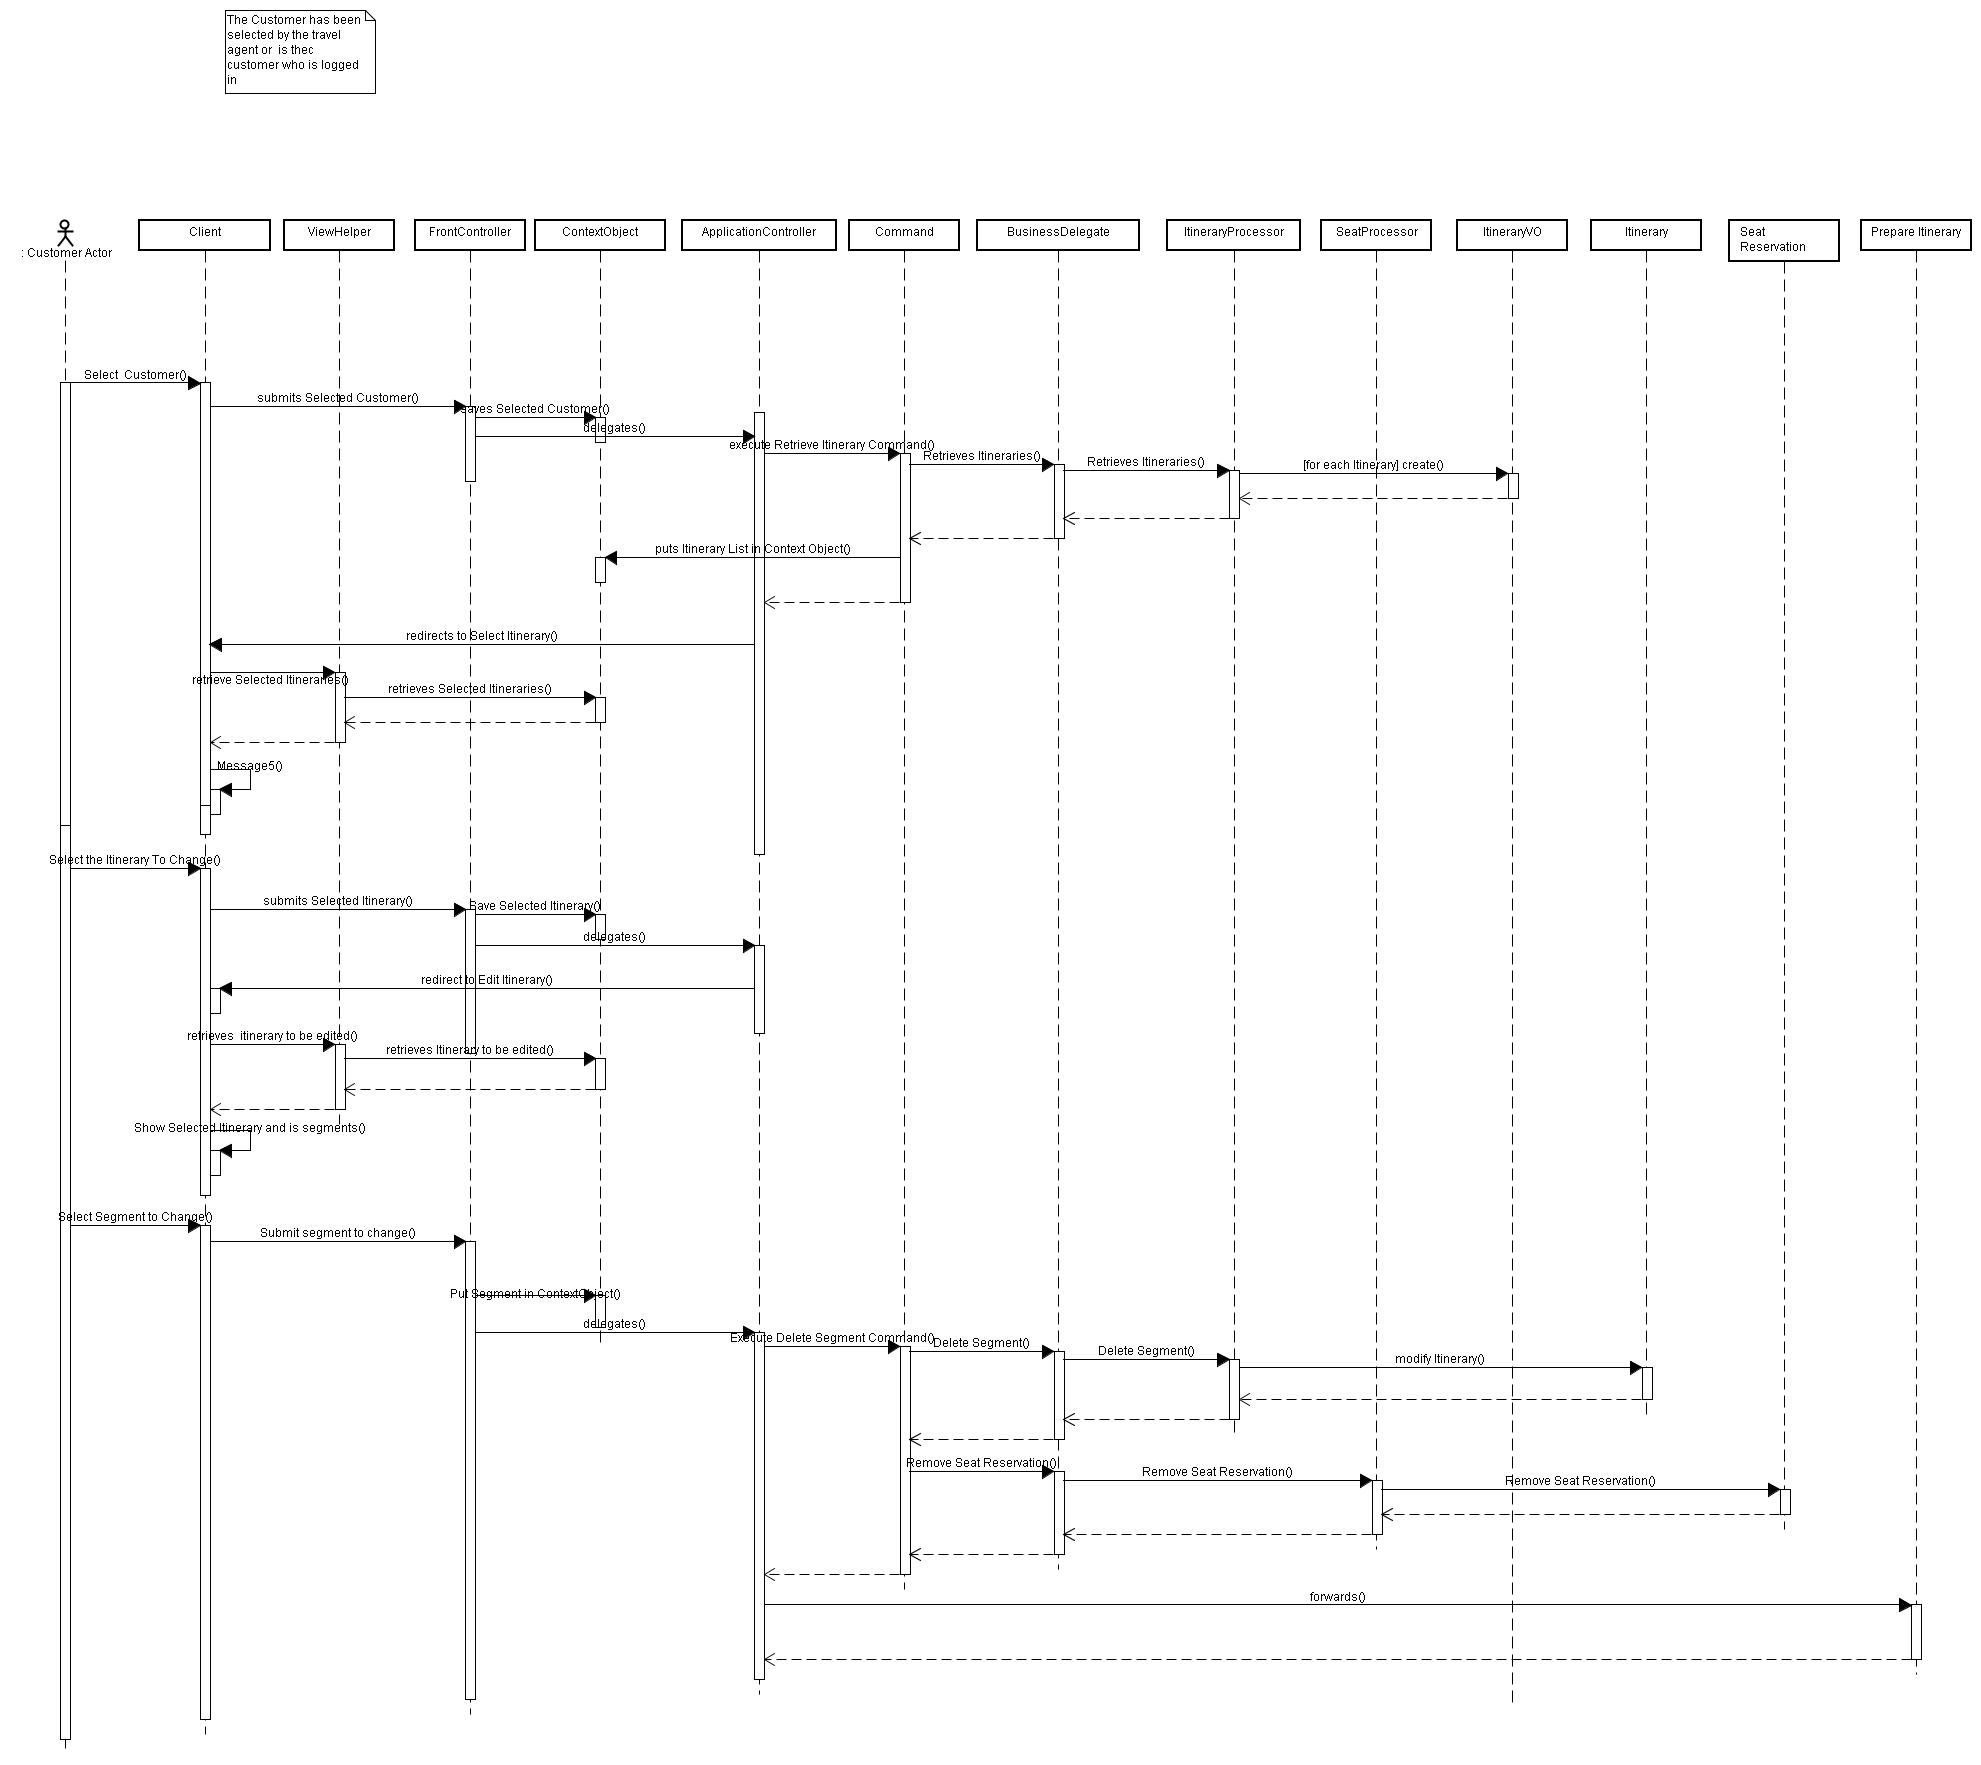 The Customer has been
selected by the travel
agent or  is thec
customer who is logged
in
: Customer Actor
Client
ViewHelper
FrontController
ContextObject
ApplicationController
Command
BusinessDelegate
ItineraryProcessor
SeatProcessor
ItineraryVO
Itinerary
Seat
Reservation
Prepare Itinerary
Select  Customer()
submits Selected Customer()
saves Selected Customer()
delegates()
execute Retrieve Itinerary Command()
Retrieves Itineraries()
Retrieves Itineraries()
[for each Itinerary] create()
puts Itinerary List in Context Object()
redirects to Select Itinerary()
retrieve Selected Itineraries()
retrieves Selected Itineraries()
Message5()
Select the Itinerary To Change()
submits Selected Itinerary()
Save Selected Itinerary()
delegates()
redirect to Edit Itinerary()
retrieves  itinerary to be edited()
retrieves Itinerary to be edited()
Show Selected Itinerary and is segments()
Select Segment to Change()
Submit segment to change()
Put Segment in ContextObject()
delegates()
Execute Delete Segment Command()
Delete Segment()
Delete Segment()
modify Itinerary()
Remove Seat Reservation()
Remove Seat Reservation()
Remove Seat Reservation()
forwards()